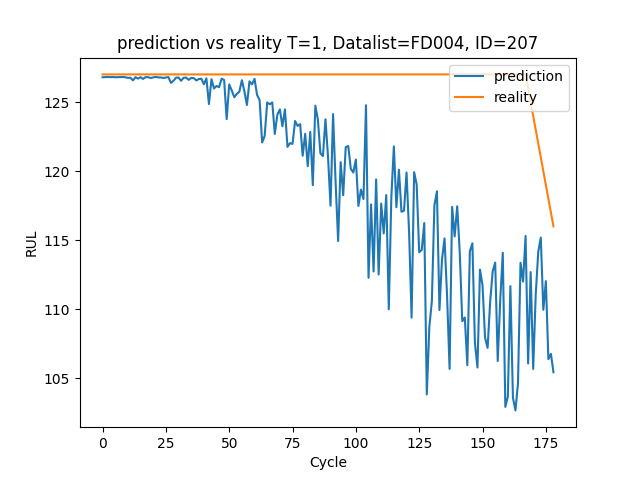 prediction vs reality T=1, Datalist=FD004, ID=207
prediction
reality
RUL
125
120
115
110
105
0 25 50 75 100 125 150 175
Cycle